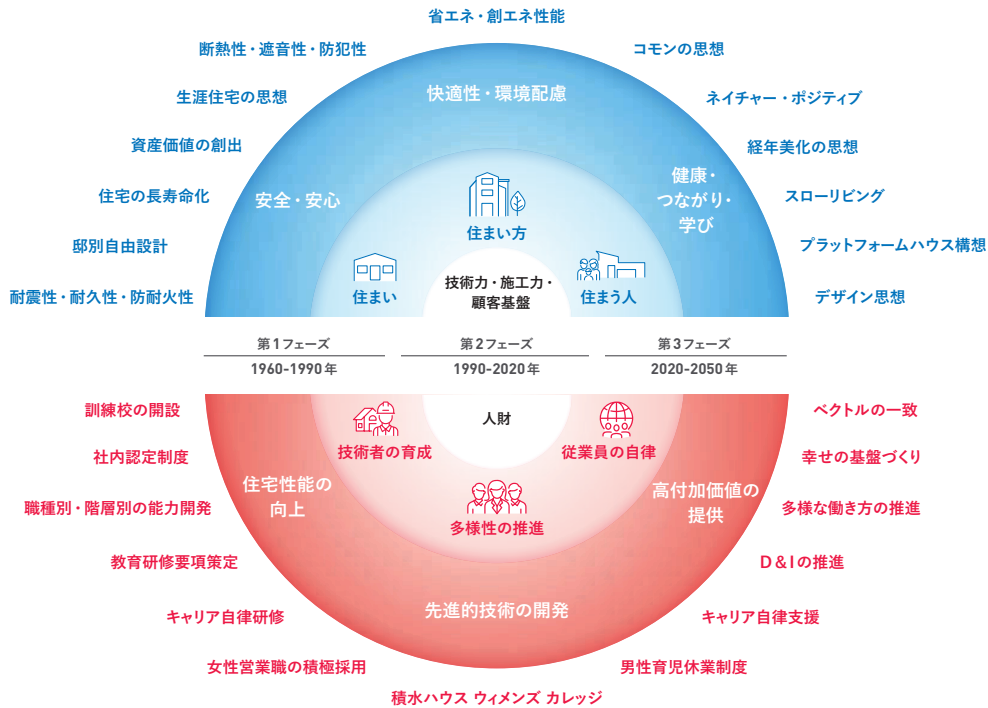 省エネ・創エネ性能
断熱性・遮音性・防犯性
コモンの思想
生涯住宅の思想
快適性・環境配慮
ネイチャー・ポジティブ
資産価値の創出
経年美化の思想
住宅の長寿命化
安全・安心
健康・
つながり・
学び
スローリビング
邸別自由設計
住まい方
プラットフォームハウス構想
耐震性・耐久性・防耐火性
住まい
技術力・施工力・
顧客基盤
住まう人
デザイン思想
第1フェーズ
第2フェーズ
第3フェーズ
1960-1990年
1990-2020年
2020-2050年
訓練校の開設
人財
ベクトルの一致
社内認定制度
技術者の育成
従業員の自律
幸せの基盤づくり
職種別・階層別の能力開発
住宅性能の
向上
多様性の推進
高付加価値の
提供
多様な働き方の推進
教育研修要項策定
D&Iの推進
キャリア自律研修
先進的技術の開発
キャリア自律支援
女性営業職の積極採用
男性育児休業制度
積水ハウス ウィメンズ カレッジ